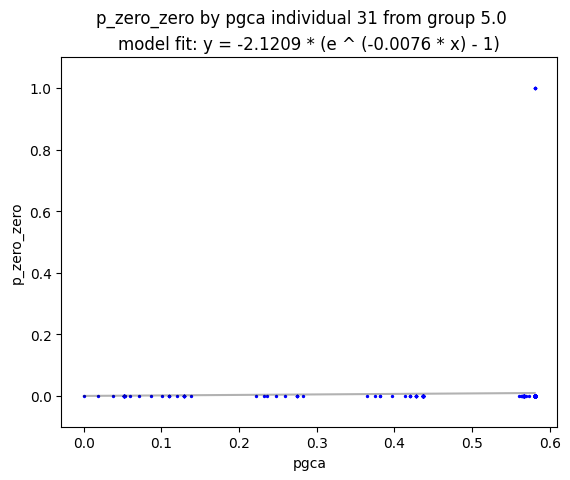 p_zero_zero by pgca individual 31 from group 5.0
model fit: y = -2.1209 * (e ^ (-0.0076 * x) - 1)
1.0
0.8
0.6
0.4
0.2
0.0
p_zero_zero
0.0 0.1 0.2 0.3 0.4 0.5 0.6
pgca